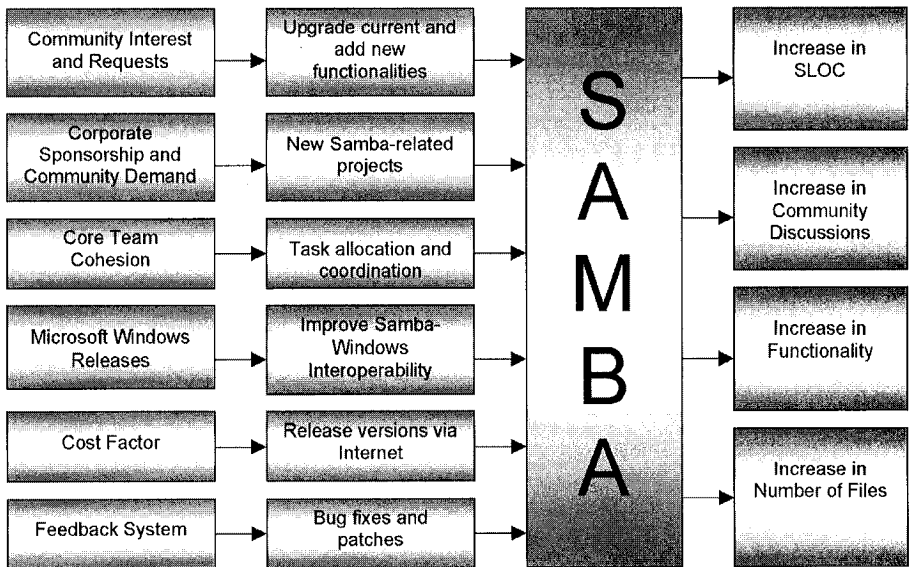 Community Interest
and Requests
Upgrade current and
add new
functionalities
Corporate
Sponsorship and
Community Demand
New Samba-related
projects
Core Team
Cohesion
Task allocation and
coordination
Microsoft Windows
Releases
Improve Samba-
Windows
Interoperability
Cost Factor
Release versions via
Internet
Feedback System
Bug fixes and
patches
S
A
M
B
A
Increase in
SLOC
Increase in
Community
Discussions
Increase in
Functionality
Increase in
Number of Files